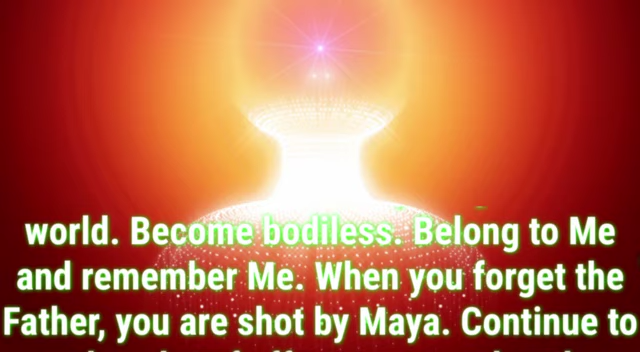 world. Become bodiless. Belong to Me
and remember Me. When you forget the
Father, you are shot by Maya. Continue to